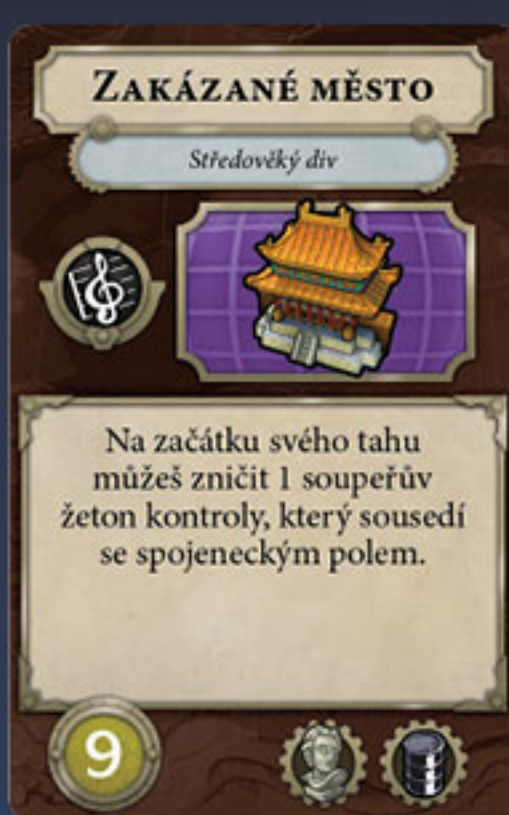 Zakázané město
Středověký div
Na začátku svého tahu
můžeš zničit 1 soupeřův
žeton kontroly, který sousedí
se spojeneckým polem.
9